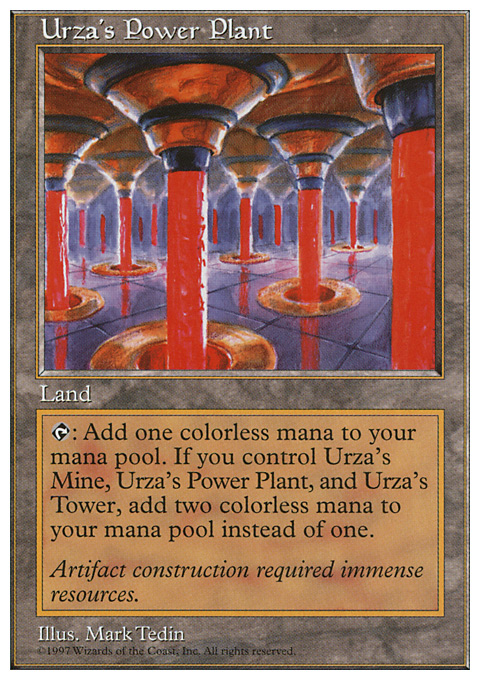 Urza's Power Plant
Land
: Add one colorless mana to your
mana pool. If you control Urza's
Mine, Urza's Power Plant, and Urza's
Tower, add two colorless mana to
your mana pool instead of one.
Artifact construction required immense
resources.
Illus. Mark Tedin
©1997 Wizards of the Coast, Inc. All rights reserved.